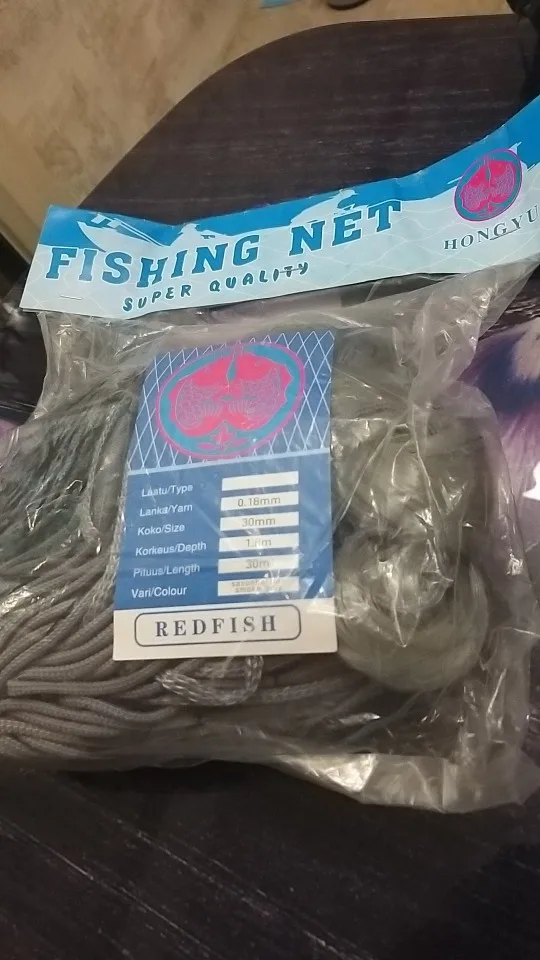 FISHING NET
SUPER QUALITY
HONGYU
Laatu/Type
Lanka/Yarn 0.16mm
Koko/Size 30mm
Korkeus/Depth
Pituus/Length 30m
Vari/Colour
REDFISH